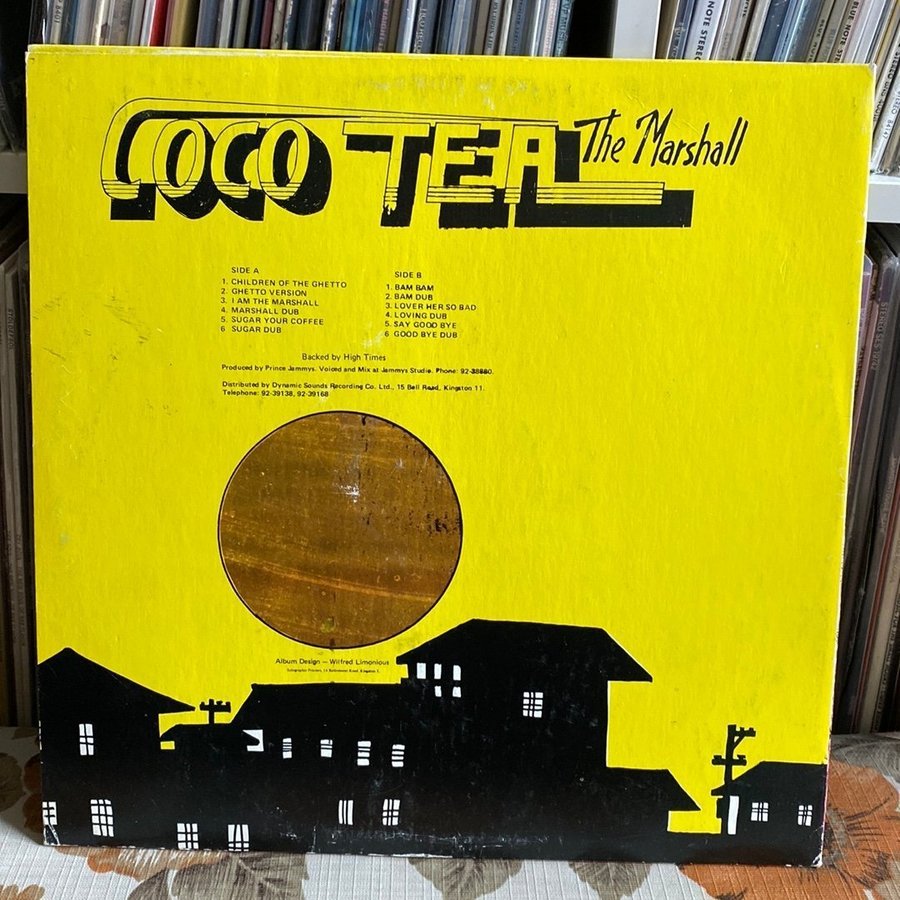 COCO TEA The Marshall
SIDE A
1. CHILDREN OF THE GHETTO
2. GHETTO VERSION
3. I AM THE MARSHALL
4. MARSHALL DUB
5. SUGAR YOUR COFFEE
6 SUGAR DUB
SIDE B
1. BAM BAM
2. BAM DUB
3. LOVER HER SO BAD
4. LOVING DUB
5. SAY GOOD BYE
6 GOOD BYE DUB
Backed by High Times
Produced by Prince Jammys. Voiced and Mix at Jammys Studio. Phone: 92-38880.
Distributed by Dynamic Sounds Recording Co. Ltd., 15 Bell Road, Kingston 11.
Telephone: 92-39138, 92-39168
Album Design — Wilfred Limonious
NOTE STEREO
BLUE NOTE